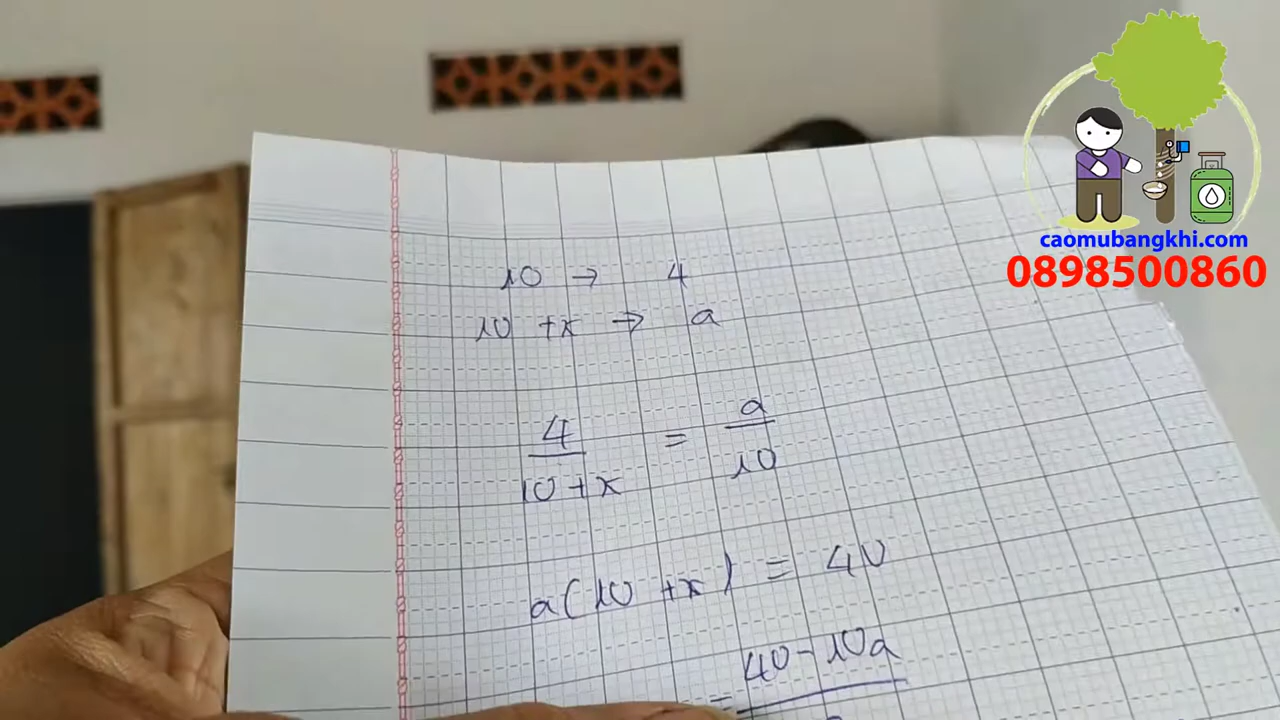 10 → 4
10 + x → a
4 / 10 + x = a / 10
a(10 + x) = 40
= 40 - 10a
caomubangkhi.com
0898500860